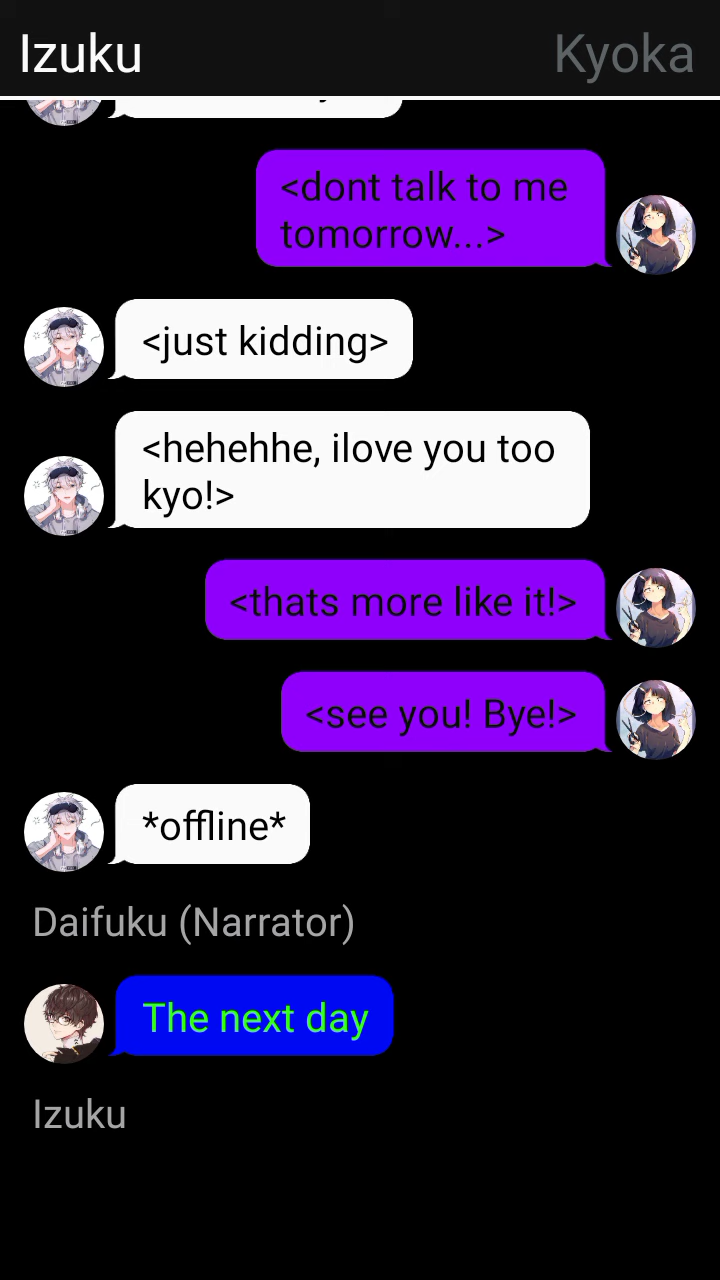 Izuku
Kyoka
<dont talk to me
tomorrow...>
<just kidding>
<hehehhe, ilove you too
kyo!>
<thats more like it!>
<see you! Bye!>
*offline*
Daifuku (Narrator)
The next day
Izuku